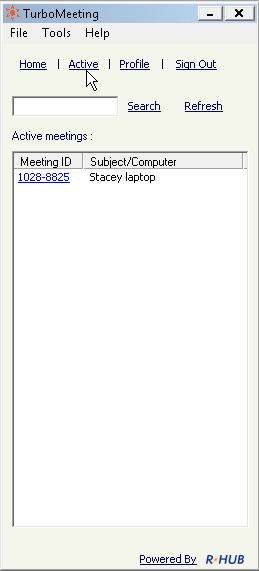 TurboMeeting
File Tools Help
Home | Active | Profile | Sign Out
Search Refresh
Active meetings :
Meeting ID Subject/Computer
1028-8825 Stacey laptop
Powered By R-HUB